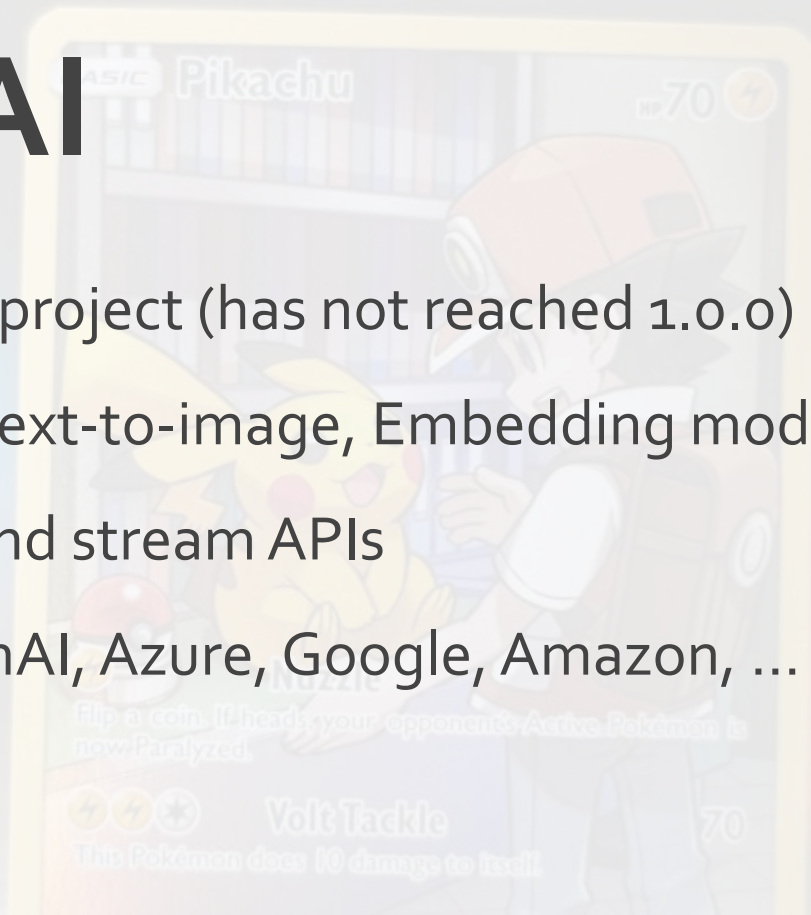 AI
BASIC Pikachu HP 70
project (has not reached 1.0.0)
ext-to-image, Embedding mod
nd stream APIs
nAI, Azure, Google, Amazon, ...
Nuzzle
Flip a coin. If heads, your opponent's Active Pokémon is
now Paralyzed.
Volt Tackle 70
This Pokémon does 10 damage to itself.